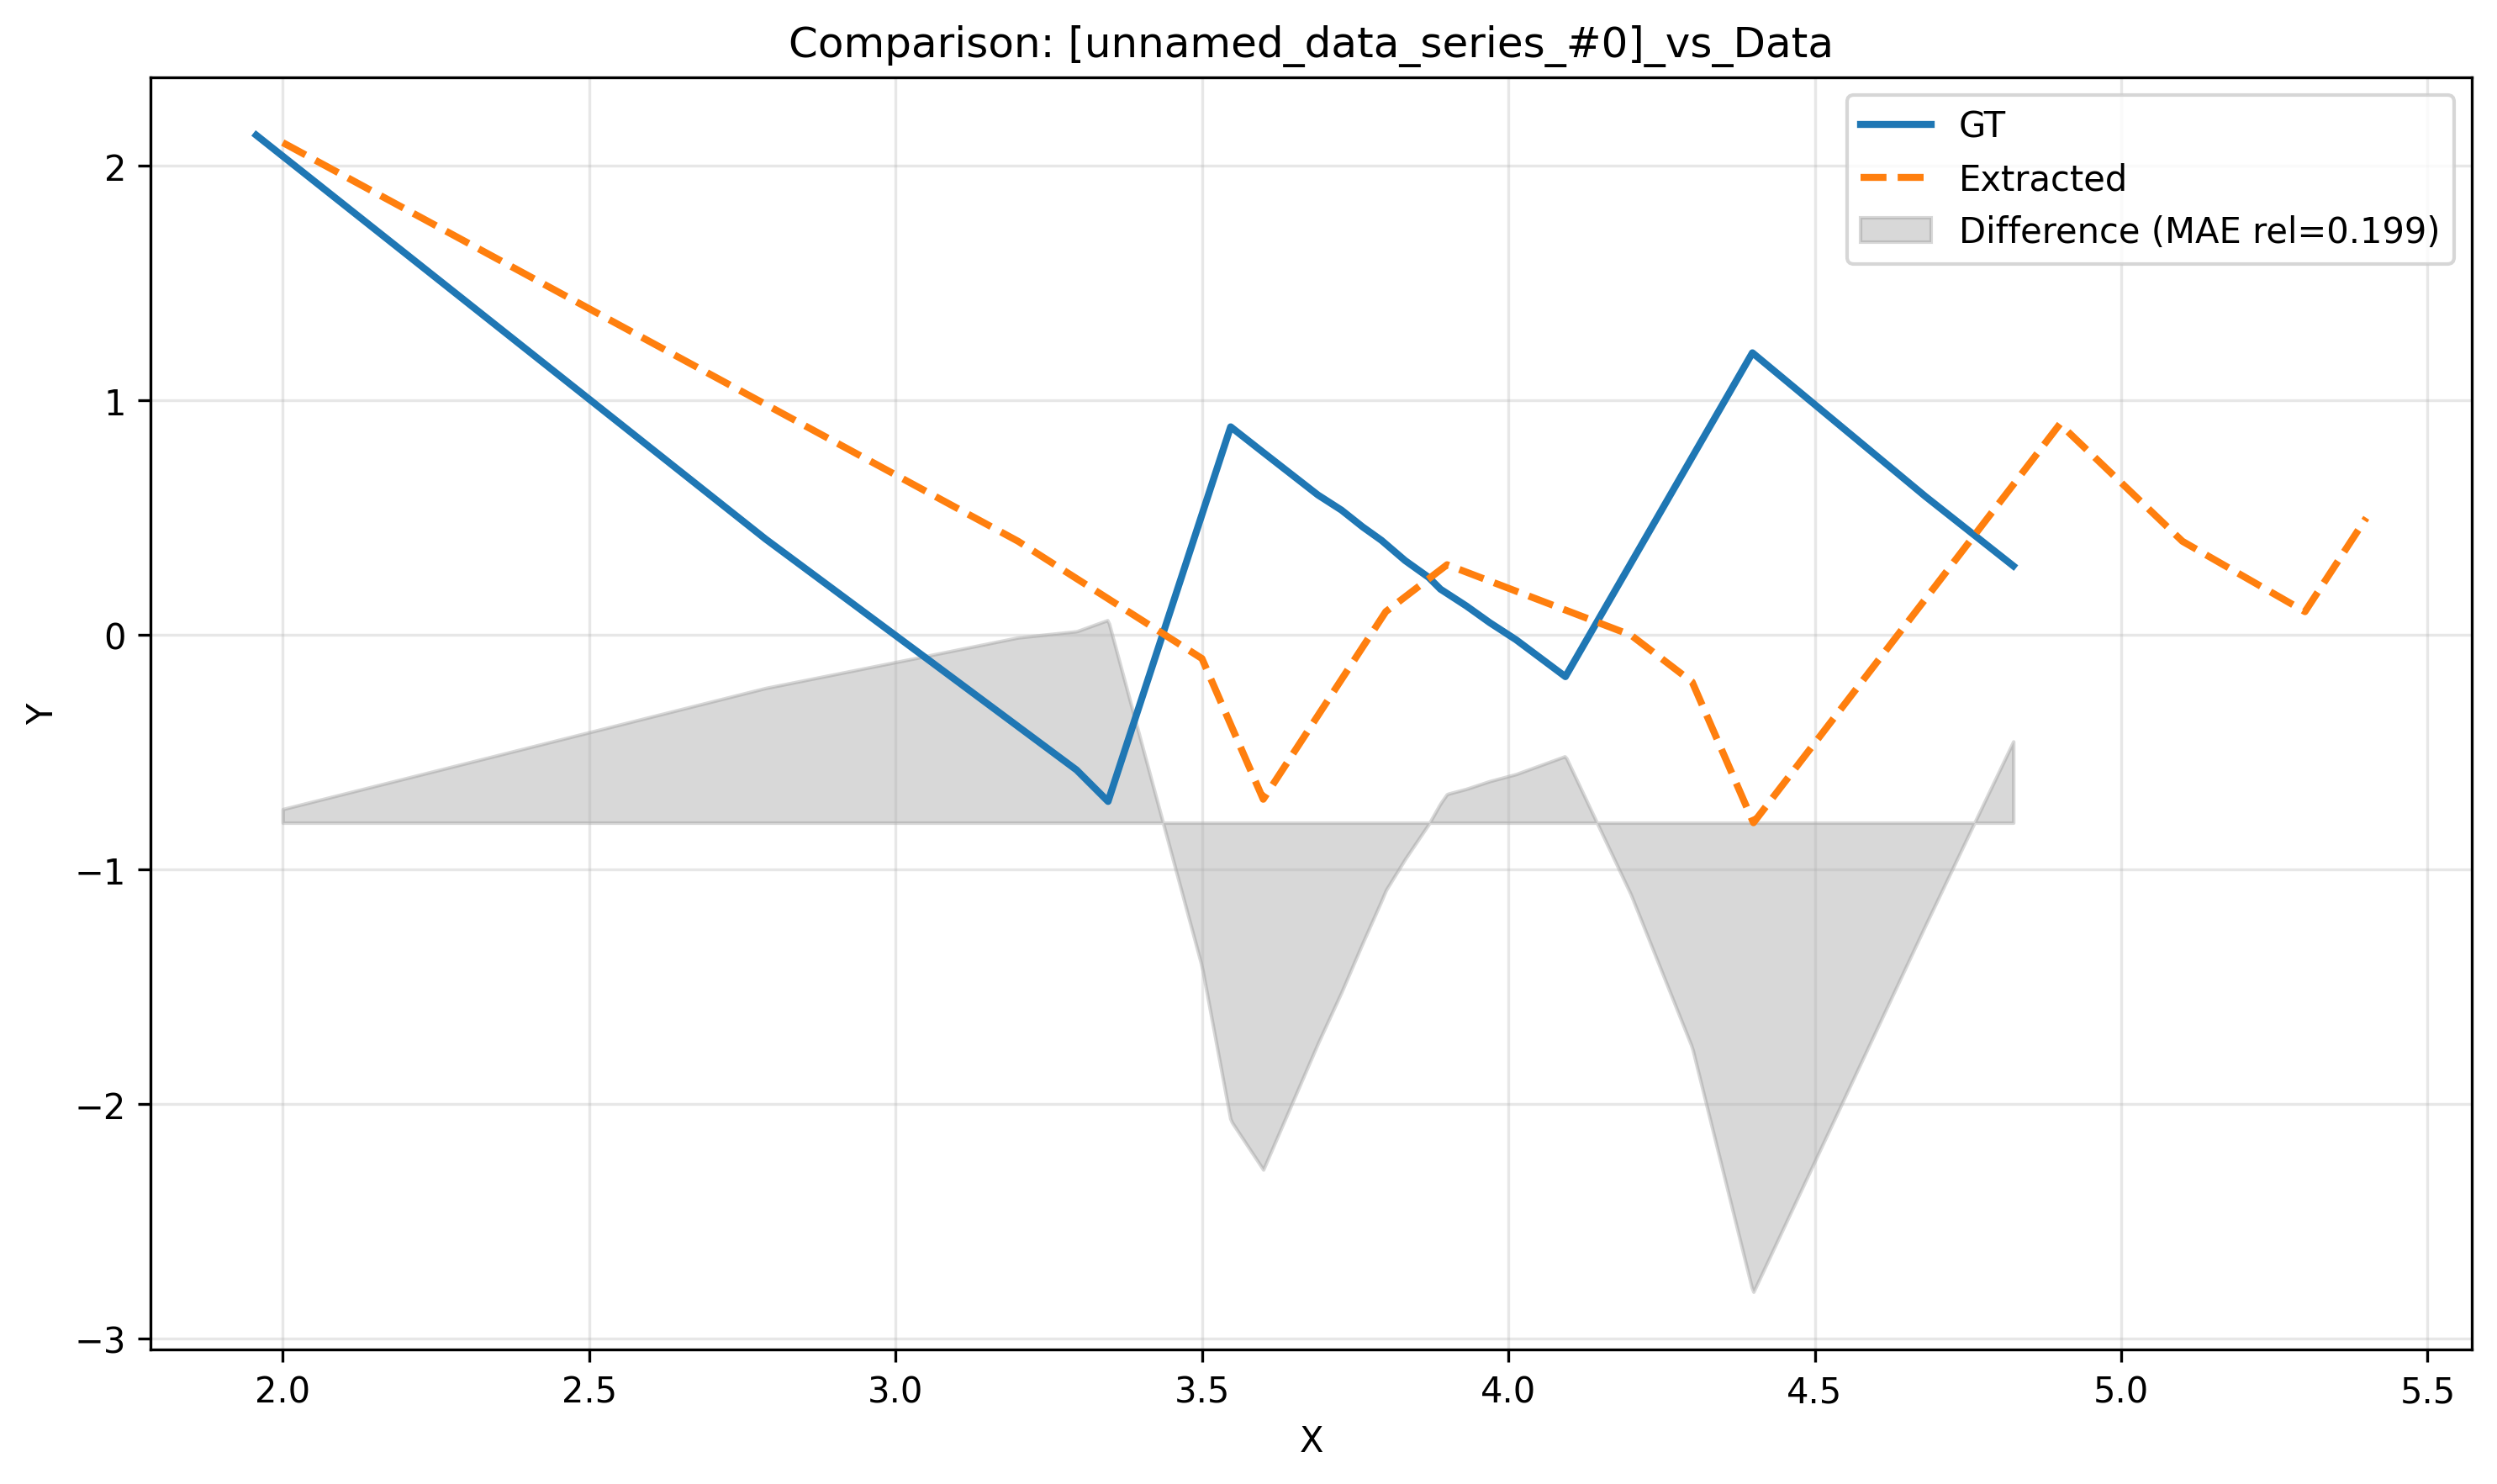 Comparison: [unnamed_data_series_#0]_vs_Data
GT
Extracted
Difference (MAE rel=0.199)
Y
2
1
0
−1
−2
−3
2.0 2.5 3.0 3.5 4.0 4.5 5.0 5.5
X